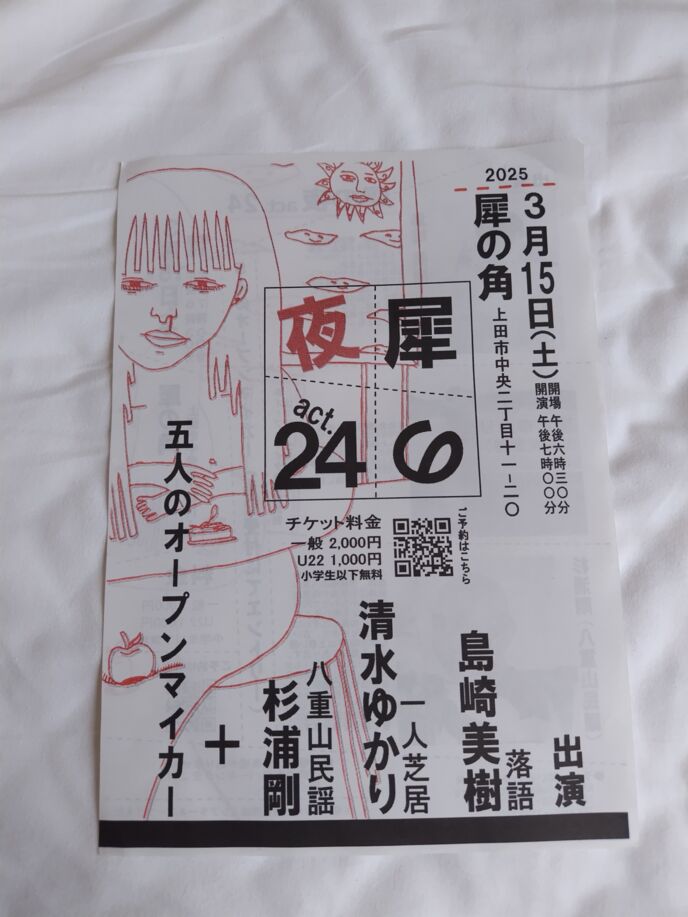 2025
3月15日(土)
開場 午後六時三〇分
開演 午後七時〇〇分
犀の角
上田市中央二丁目十一-二〇
犀の
夜
act.
24
チケット料金
一般 2,000円
U22 1,000円
小学生以下無料
ご予約はこちら
出演
落語
島崎美樹
一人芝居
清水ゆかり
八重山民謡
杉浦剛
+
五人のオープンマイカー